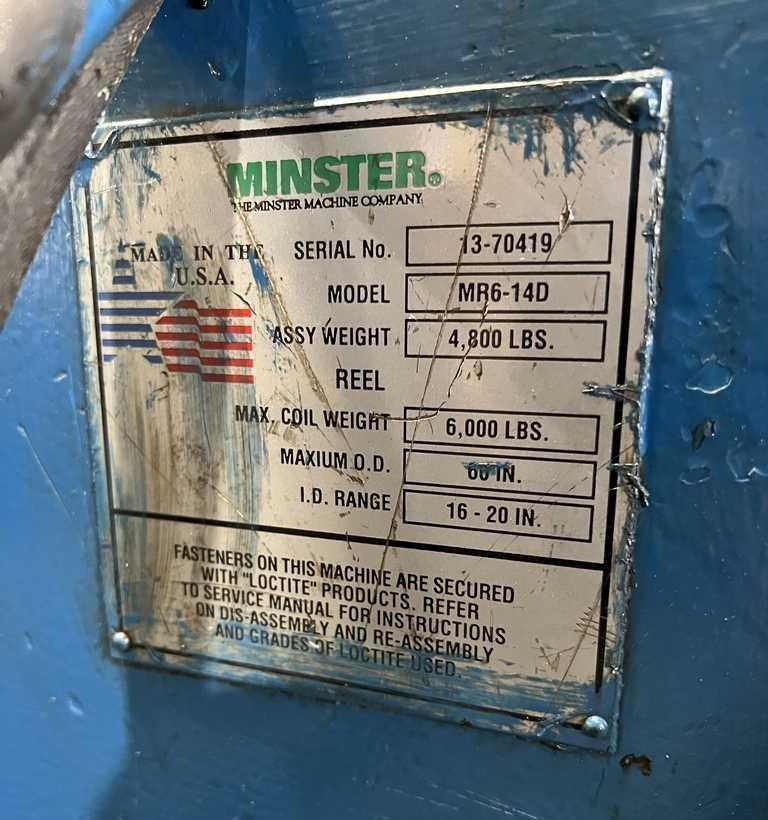 MINSTER®
THE MINSTER MACHINE COMPANY
MADE IN THE
U.S.A.
SERIAL No. 13-70419
MODEL MR6-14D
ASSY WEIGHT 4,800 LBS.
REEL
MAX. COIL WEIGHT 6,000 LBS.
MAXIUM O.D. 60 IN.
I.D. RANGE 16 - 20 IN.
FASTENERS ON THIS MACHINE ARE SECURED
WITH "LOCTITE" PRODUCTS. REFER
TO SERVICE MANUAL FOR INSTRUCTIONS
ON DIS-ASSEMBLY AND RE-ASSEMBLY
AND GRADES OF LOCTITE USED.